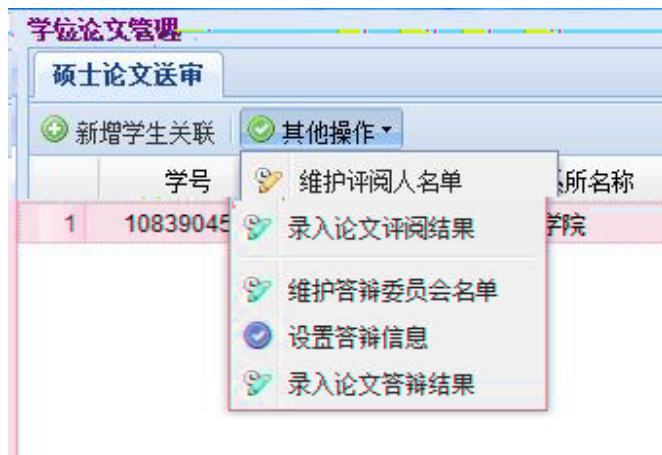 学位论文管理
硕士论文送审
新增学生关联 其他操作
学号 所名称
1 10839045 学院
维护评阅人名单
录入论文评阅结果
维护答辩委员会名单
设置答辩信息
录入论文答辩结果